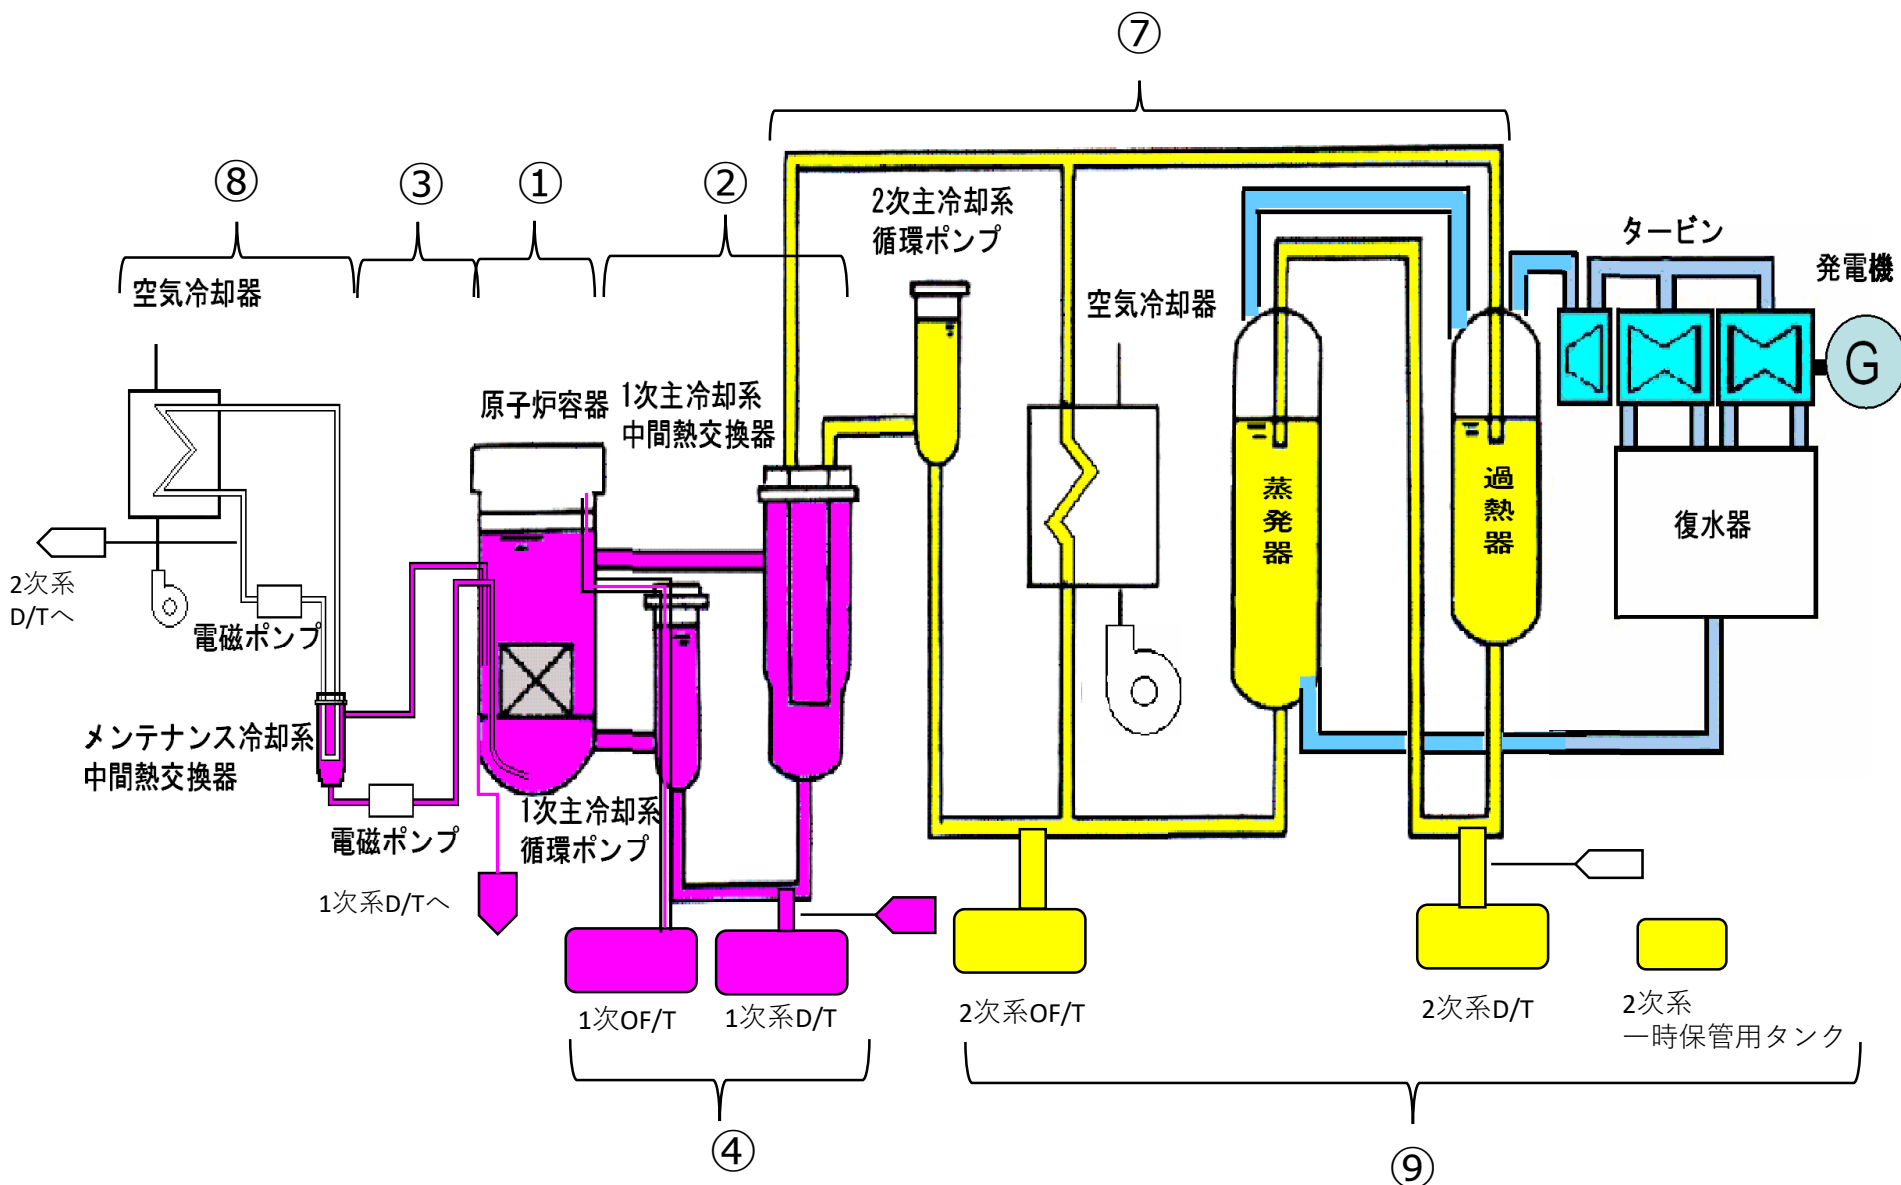 ⑦
⑧
③
①
②
2次主冷却系
循環ポンプ
タービン
発電機
空気冷却器
空気冷却器
原子炉容器
1次主冷却系
中間熱交換器
G
蒸発器
過熱器
復水器
2次系
D/Tへ
電磁ポンプ
メンテナンス冷却系
中間熱交換器
電磁ポンプ
1次主冷却系
循環ポンプ
1次系D/Tへ
1次OF/T
1次系D/T
2次系OF/T
2次系D/T
2次系
一時保管用タンク
④
⑨